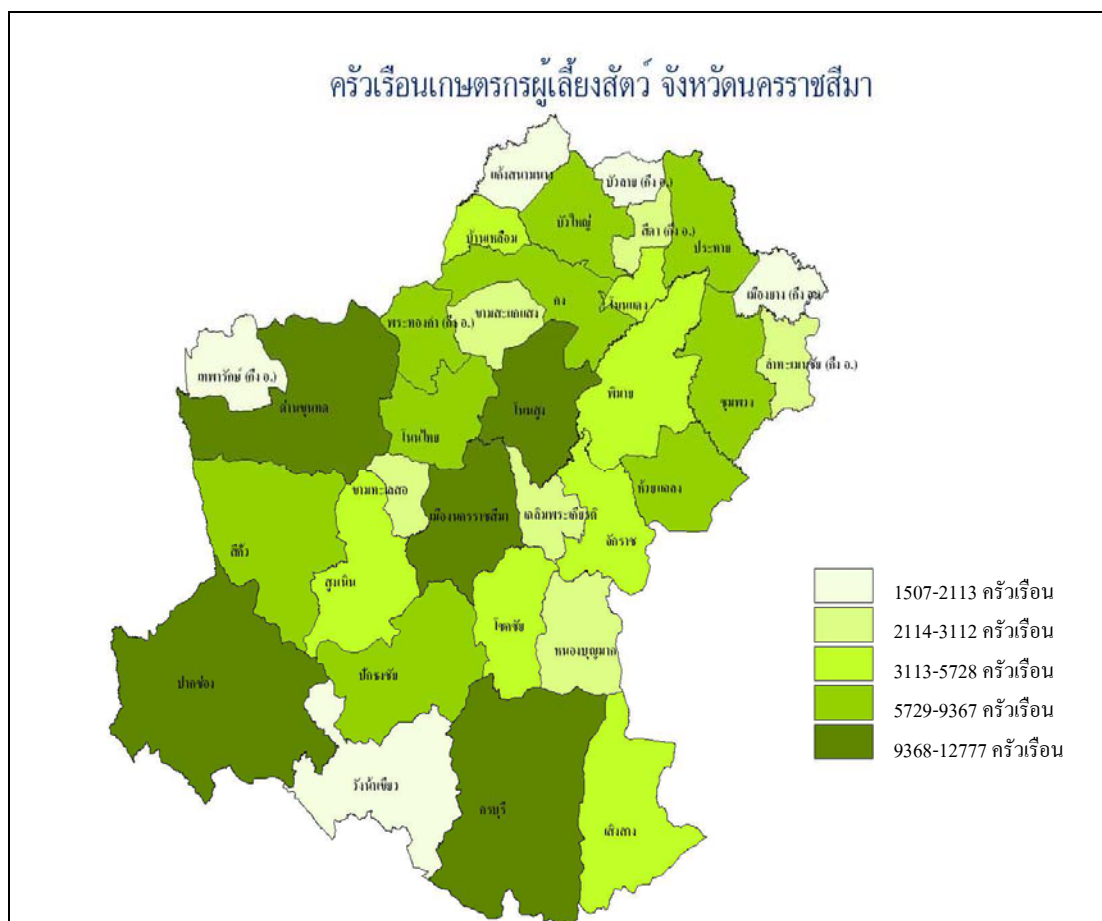 ครัวเรือนเกษตรกรผู้เลี้ยงสัตว์ จังหวัดนครราชสีมา
แก้งสนามนาง
บัวลาย (กิ่ง อ.)
บัวใหญ่
สีดา (กิ่ง อ.)
บ้านเหลื่อม
ประทาย
เมืองยาง (กิ่ง อ.)
คง
โนนแดง
ขามสะแกแสง
พระทองคำ (กิ่ง อ.)
ลำทะเมนชัย (กิ่ง อ.)
เทพารักษ์ (กิ่ง อ.)
พิมาย
ชุมพวง
ด่านขุนทด
โนนสูง
โนนไทย
ขามทะเลสอ
ห้วยแถลง
เมืองนครราชสีมา
เฉลิมพระเกียรติ
จักราช
สีคิ้ว
สูงเนิน
โชคชัย
หนองบุญมาก
ปักธงชัย
ปากช่อง
วังน้ำเขียว
ครบุรี
เสิงสาง
1507-2113 ครัวเรือน
2114-3112 ครัวเรือน
3113-5728 ครัวเรือน
5729-9367 ครัวเรือน
9368-12777 ครัวเรือน